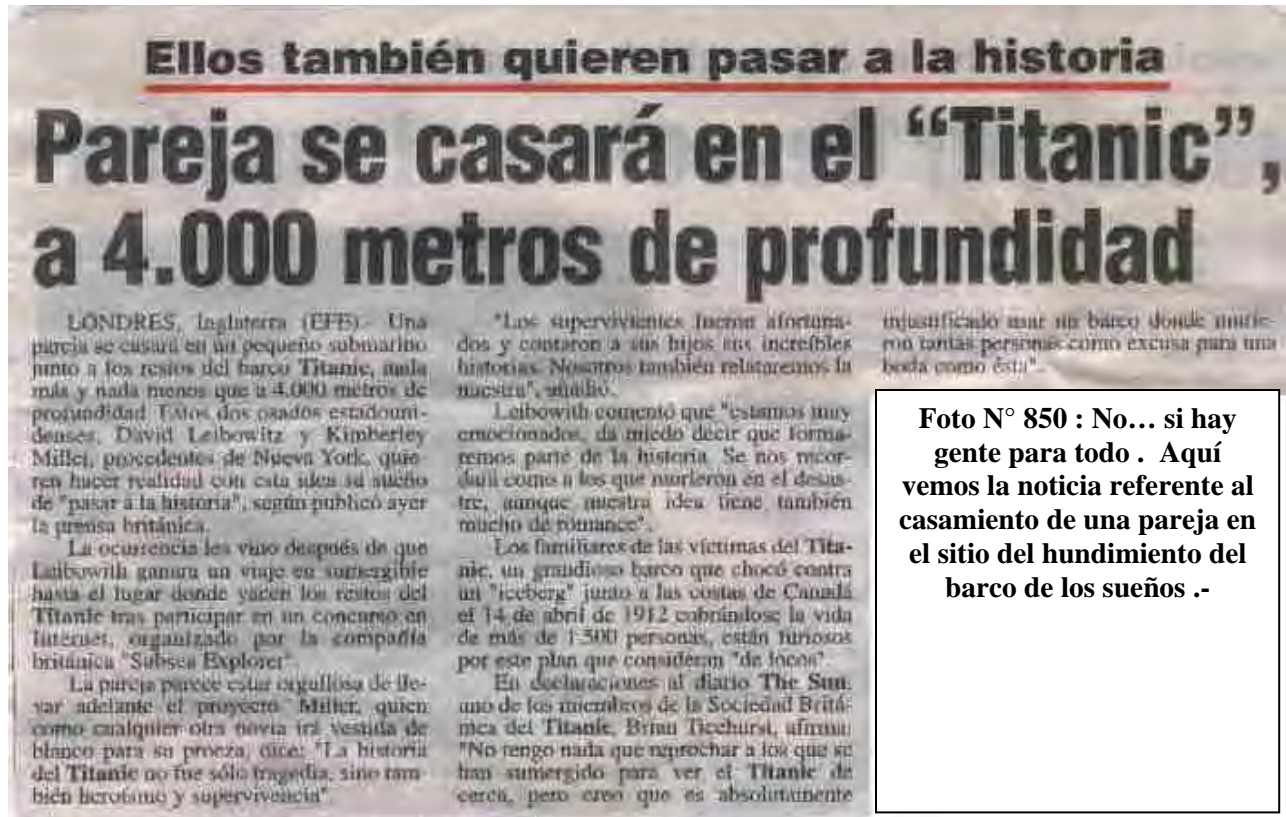 Ellos también quieren pasar a la historia
Pareja se casará en el “Titanic”,
a 4.000 metros de profundidad
LONDRES, Inglaterra (EFE).- Una
pareja se casará en un pequeño submarino
junto a los restos del barco Titanic, nada
más y nada menos que a 4.000 metros de
profundidad. Estos dos osados estadouni-
denses, David Leibowitz y Kimberley
Miller, procedentes de Nueva York, quie-
ren hacer realidad con esta idea su sueño
de "pasar a la historia", según publicó ayer
la prensa británica.
La ocurrencia les vino después de que
Leibowith ganara un viaje en sumergible
hasta el lugar donde yacen los restos del
Titanic tras participar en un concurso en
Internet, organizado por la compañía
británica "Subsea Explorer".
La pareja parece estar orgullosa de lle-
var adelante el proyecto. Miller, quien
como cualquier otra novia irá vestida de
blanco para su proeza, dice: "La historia
del Titanic no fue sólo tragedia, sino tam-
bién heroísmo y supervivencia".
"Los supervivientes fueron afortuna-
dos y contaron a sus hijos sus increíbles
historias. Nosotros también relataremos la
nuestra", añadió.
Leibowith comentó que "estamos muy
emocionados, da miedo decir que forma-
remos parte de la historia. Se nos recor-
dará como a los que murieron en el desas-
tre, aunque nuestra idea tiene también
mucho de romance".
Los familiares de las víctimas del Tita-
nic, un grandioso barco que chocó contra
un "iceberg" junto a las costas de Canadá
el 14 de abril de 1912 cobrándose la vida
de más de 1.500 personas, están furiosos
por este plan que consideran "de locos".
En declaraciones al diario The Sun,
uno de los miembros de la Sociedad Britá-
nica del Titanic, Brian Ticehurst, afirma:
"No tengo nada que reprochar a los que se
han sumergido para ver el Titanic de
cerca, pero creo que es absolutamente
injustificado usar un barco donde murie-
ron tantas personas como excusa para una
boda como ésta".
Foto N° 850 : No… si hay
gente para todo . Aquí
vemos la noticia referente al
casamiento de una pareja en
el sitio del hundimiento del
barco de los sueños .-